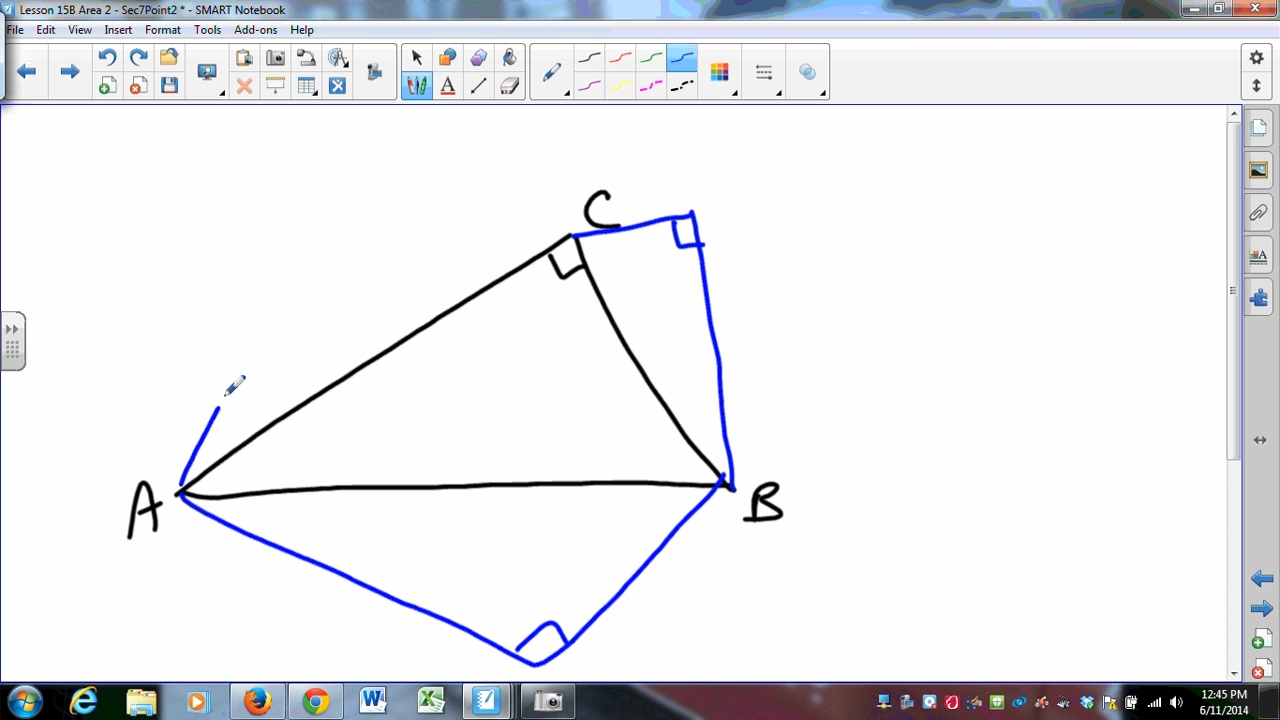 Lesson 15B Area 2 - Sec7Point2 * - SMART Notebook
File Edit View Insert Format Tools Add-ons Help
C
A
B
12:45 PM
6/11/2014